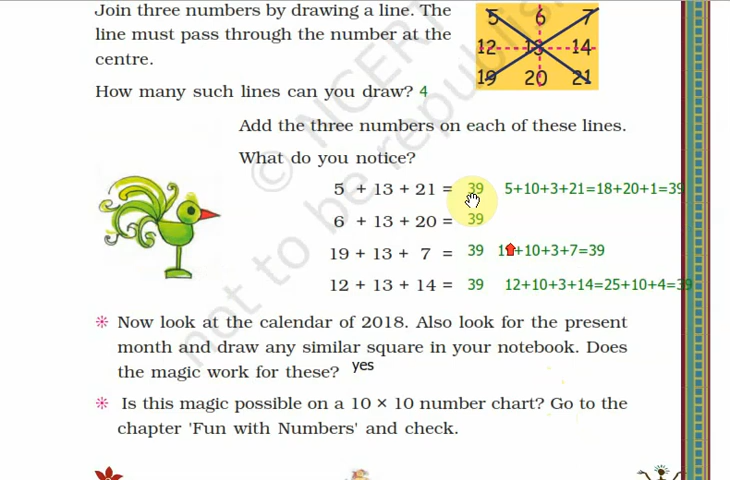 Join three numbers by drawing a line. The
line must pass through the number at the
centre.
5 6 7
12 13 14
19 20 21
How many such lines can you draw? 4
Add the three numbers on each of these lines.
What do you notice?
5 + 13 + 21 = 39 5+10+3+21=18+20+1=39
6 + 13 + 20 = 39
19 + 13 + 7 = 39 +10+3+7=39
12 + 13 + 14 = 39 12+10+3+14=25+10+4=39
Now look at the calendar of 2018. Also look for the present
month and draw any similar square in your notebook. Does
the magic work for these? yes
Is this magic possible on a 10 × 10 number chart? Go to the
chapter 'Fun with Numbers' and check.
© NCERT
not to be republished